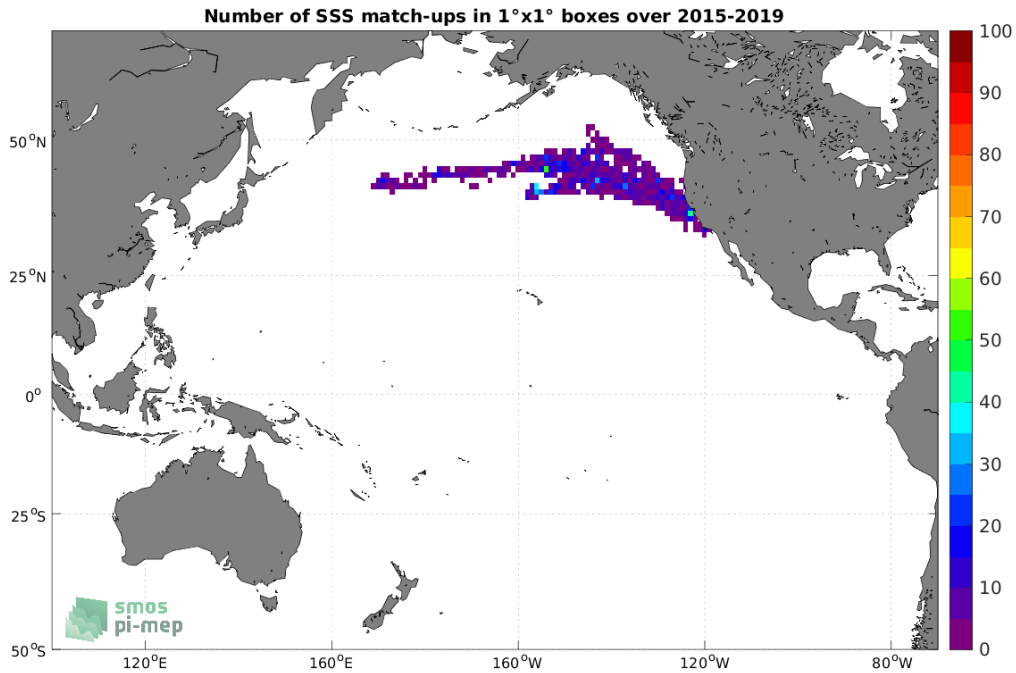 Number of SSS match-ups in 1°x1° boxes over 2015-2019
50°N
25°N
0°
25°S
50°S
120°E
160°E
160°W
120°W
80°W
100
90
80
70
60
50
40
30
20
10
0
smos
pi-mep